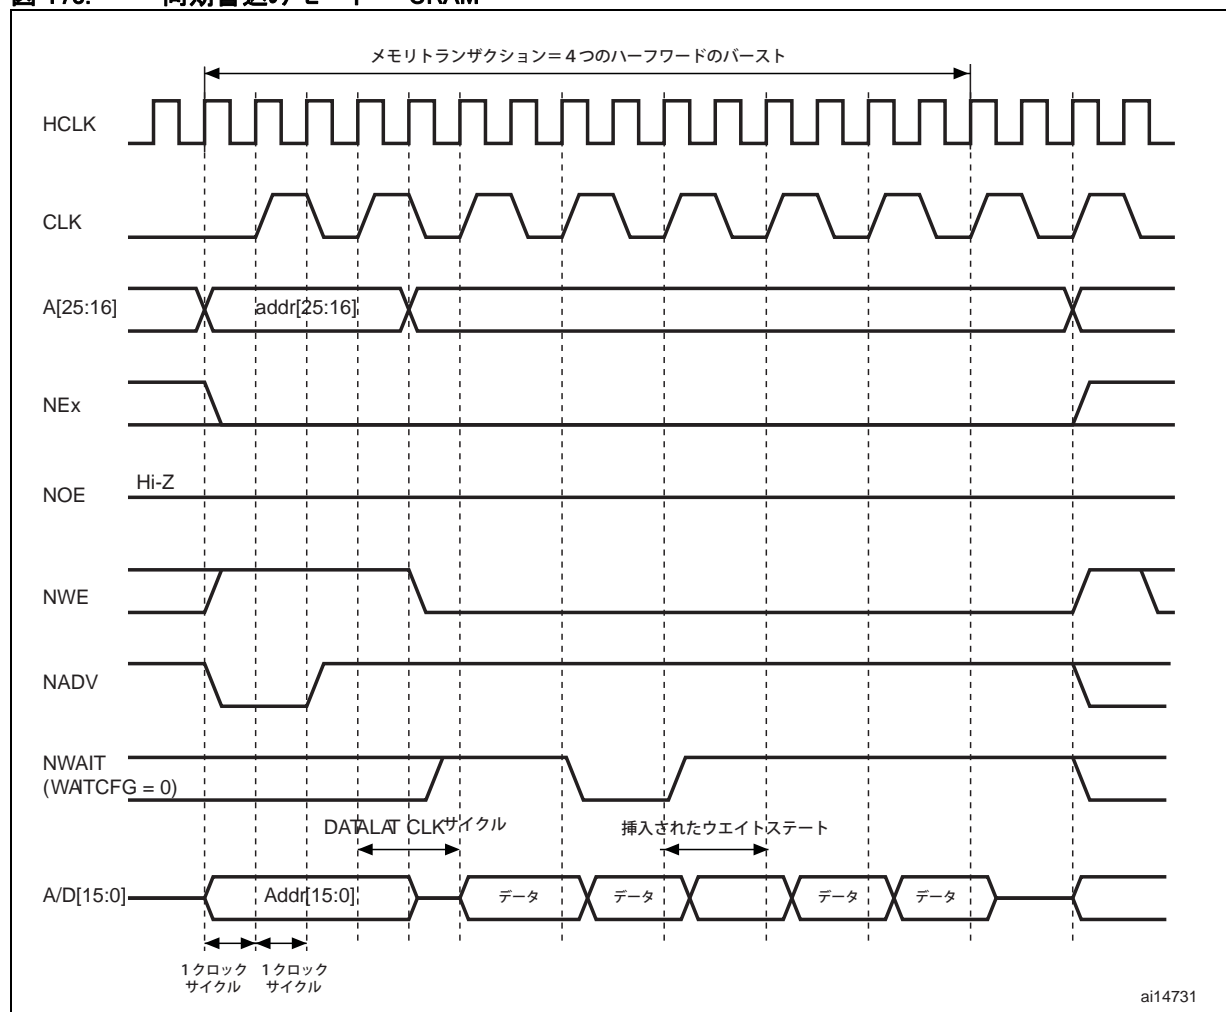 メモリトランザクション＝４つのハーフワードのバースト
HCLK
CLK
A[25:16]
addr[25:16]
NEx
NOE
Hi-Z
NWE
NADV
NWAIT
(WAITCFG = 0)
DATALAT CLKサイクル
挿入されたウエイトステート
A/D[15:0]
Addr[15:0]
データ
データ
データ
データ
1クロック
サイクル
1クロック
サイクル
ai14731